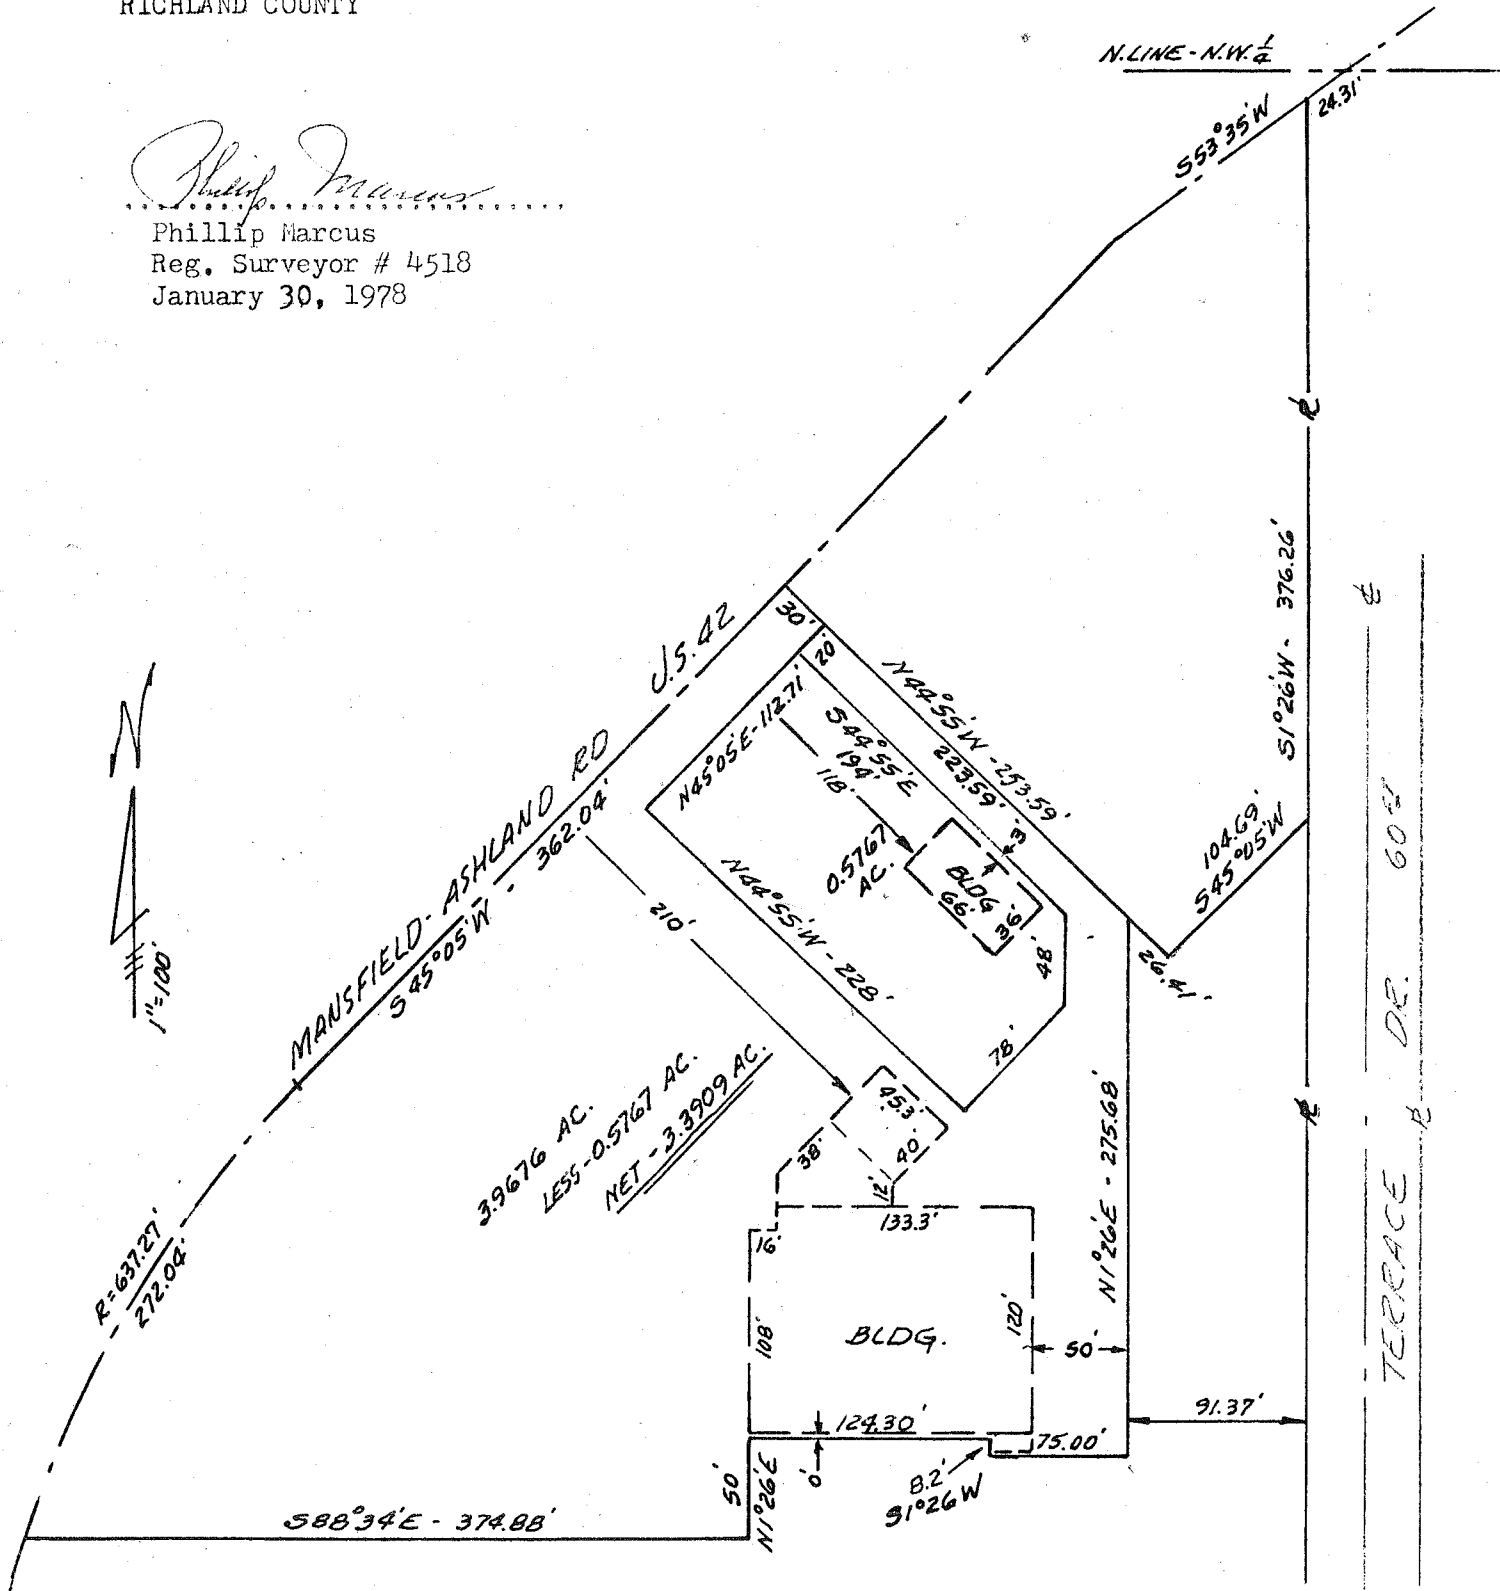 RICHLAND COUNTY
N.LINE - N.W. 1/4
24.31'
S53°35'W
Phillip Marcus
Phillip Marcus
Reg. Surveyor # 4518
January 30, 1978
S1°26'W - 376.26'
30'
20'
U.S. 42
N44°55'W - 253.59'
223.59'
S44°55'E
194'
118'
N45°05'E - 112.71'
MANSFIELD - ASHLAND RD
S45°05'W - 362.04'
0.5767
AC.
3'
BLDG
66'
36'
48'
104.69'
S45°05'W
26.41'
N44°55'W - 228'
210'
78'
N
1"=100'
3.9676 AC.
LESS - 0.5767 AC.
NET - 3.3909 AC.
45.3'
40'
38'
12'
133.3'
16'
108'
BLDG.
120'
50'
N1°26'E - 275.68'
91.37'
TERRACE DR. 60'
R=637.27'
272.04'
124.30'
75.00'
0'
8.2'
S1°26'W
50'
N1°26'E
S88°34'E - 374.88'